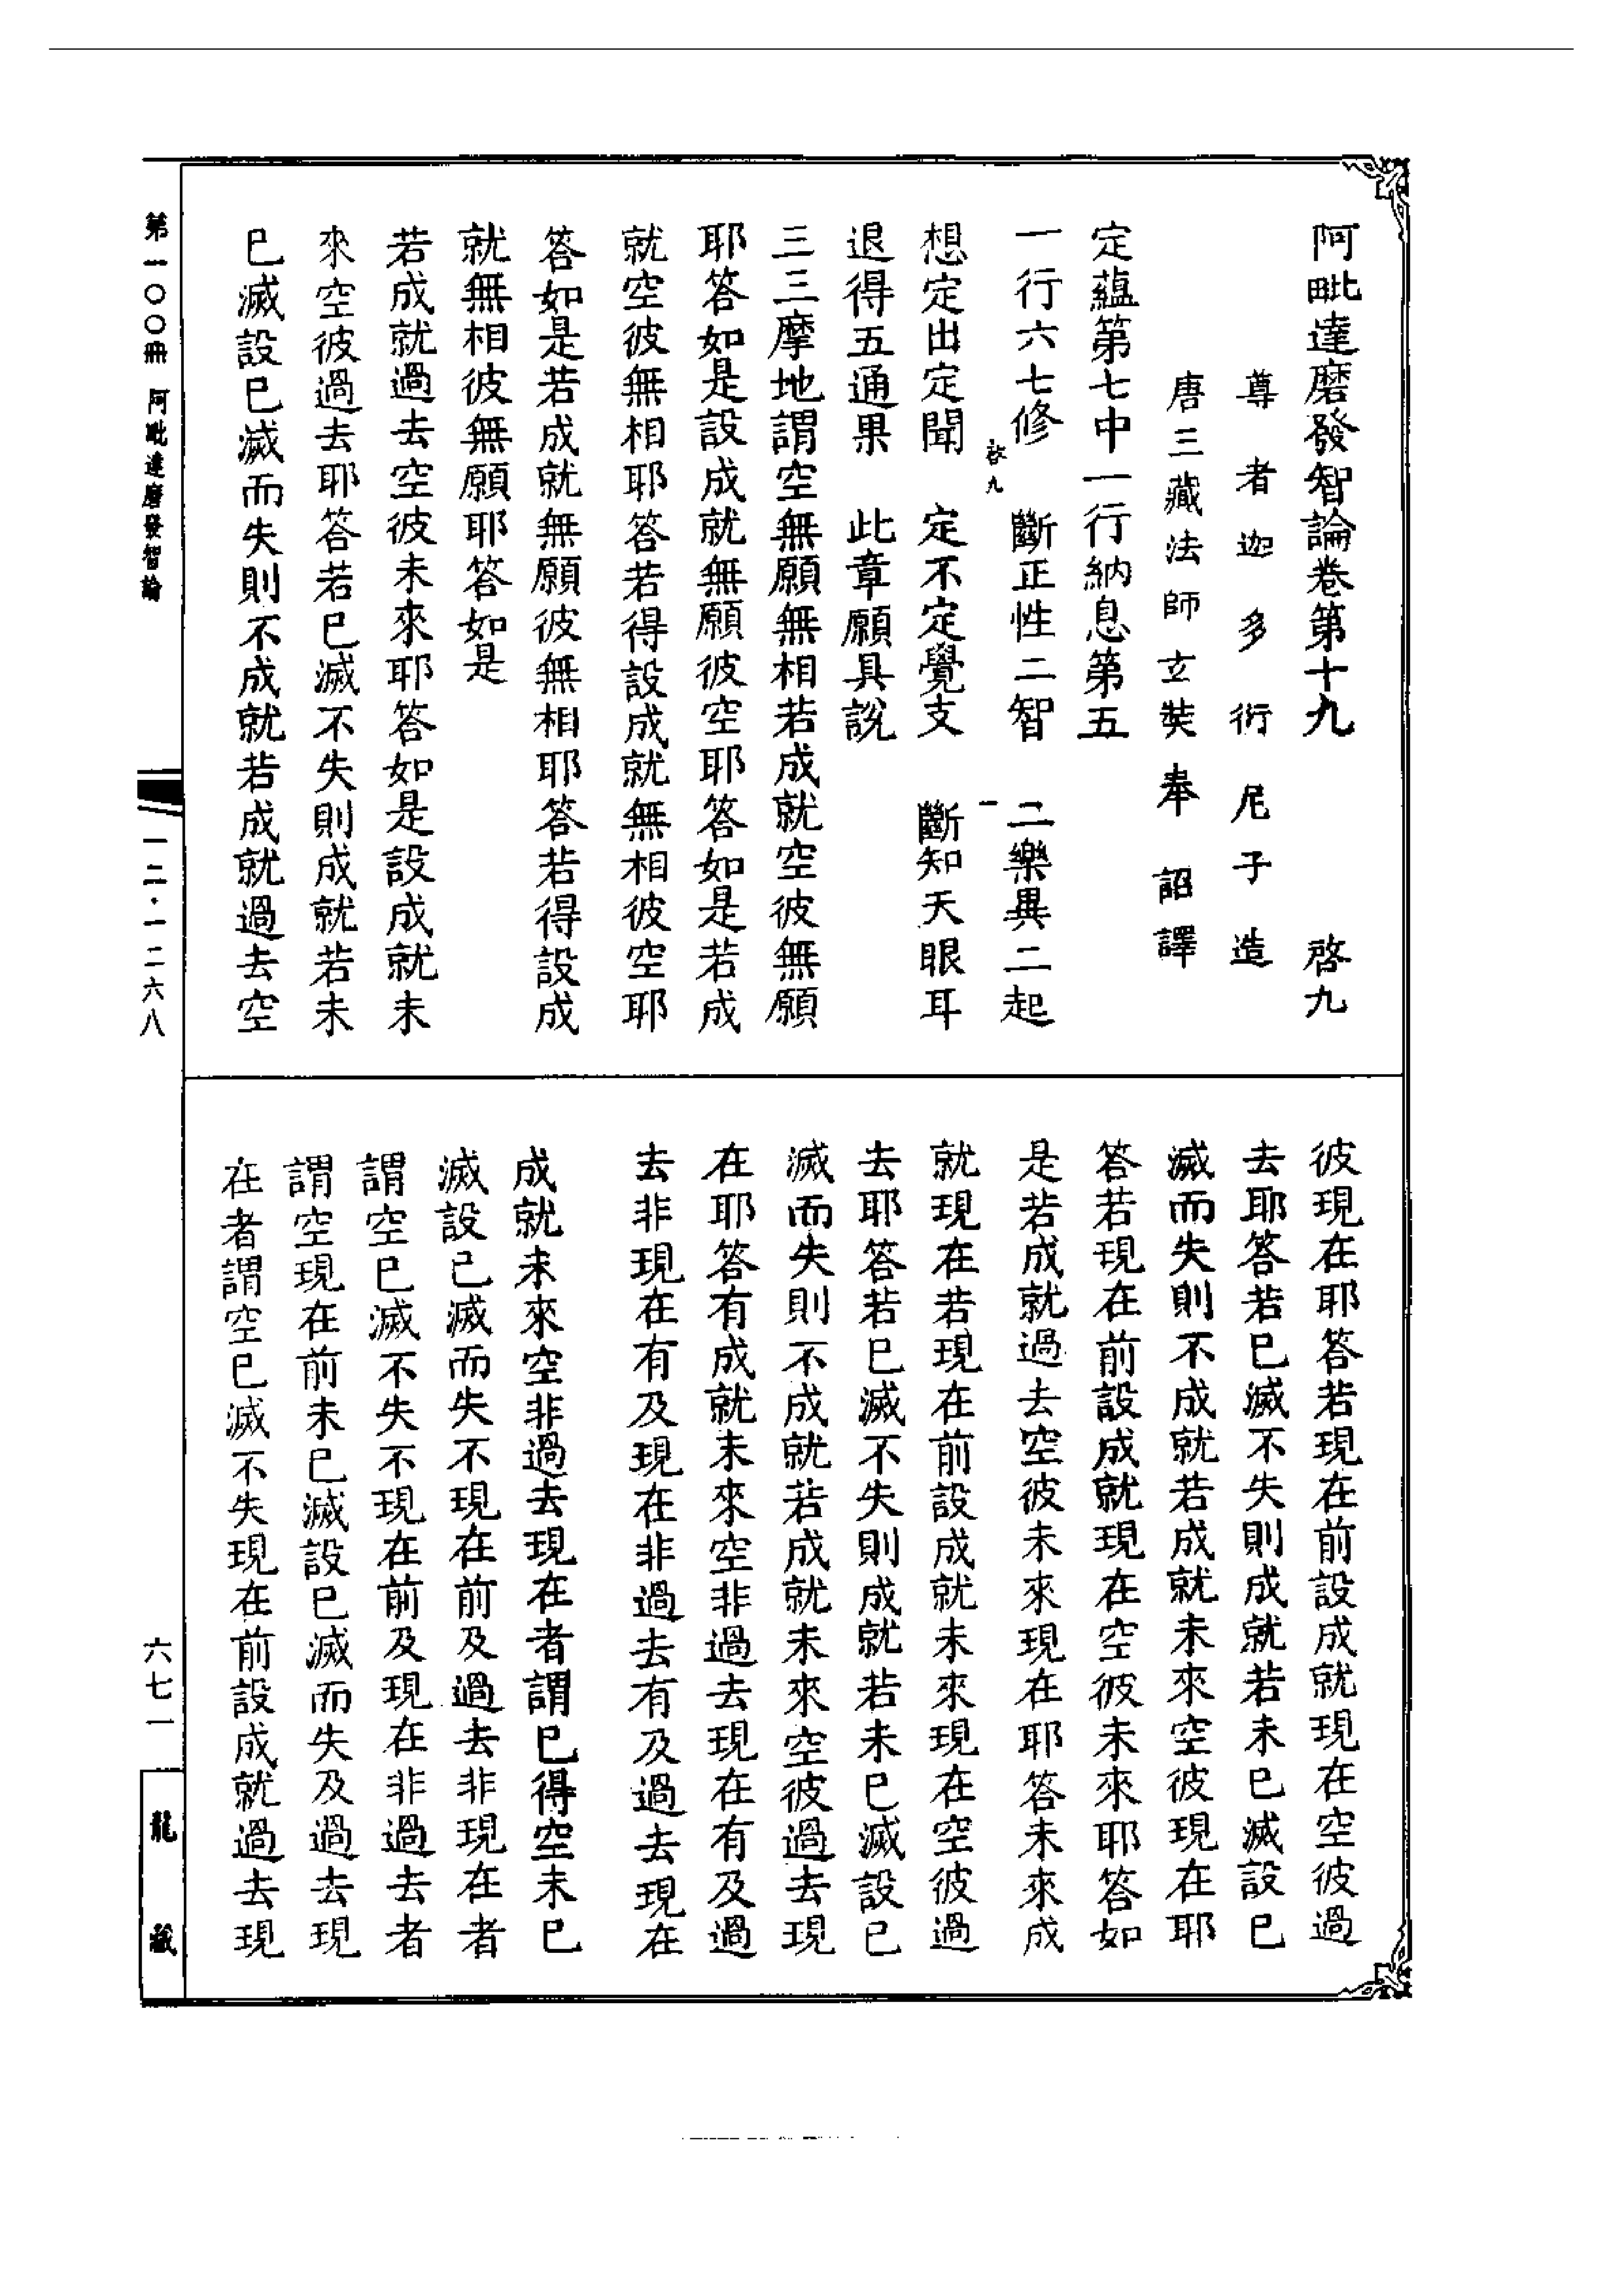 阿毗達磨發智論卷第十九　啓九
尊者迦多衍尼子造
唐三藏法師玄奘奉詔譯
定蘊第七中一行納息第五
一行六七修　斷正性二智　二樂異二起
啓九　一
想定出定聞　定不定覺支　斷知天眼耳
退得五通果　此章願具說
三三摩地謂空無願無相若成就空彼無願
耶答如是設成就無願彼空耶答如是若成
就空彼無相耶答若得設成就無相彼空耶
答如是若成就無願彼無相耶答若得設成
就無相彼無願耶答如是
若成就過去空彼未來耶答如是設成就未
來空彼過去耶答若已滅不失則成就若未
已滅設已滅而失則不成就若成就過去空
彼現在耶答若現在前設成就現在空彼過
去耶答若已滅不失則成就若未已滅設已
滅而失則不成就若成就未來空彼現在耶
答若現在前設成就現在空彼未來耶答如
是若成就過去空彼未來現在耶答未來成
就現在若現在前設成就未來現在空彼過
去耶答若已滅不失則成就若未已滅設已
滅而失則不成就若成就未來空彼過去現
在耶答有成就未來空非過去現在有及過
去非現在有及現在非過去有及過去現在
成就未來空非過去現在者謂已得空未已
滅設已滅而失不現在前及過去非現在者
謂空已滅不失不現在前及現在非過去者
謂空現在前未已滅設已滅而失及過去現
在者謂空已滅不失現在前設成就過去現
第一〇〇冊　阿毗達磨發智論
一二·一二六八
六七一
龍藏